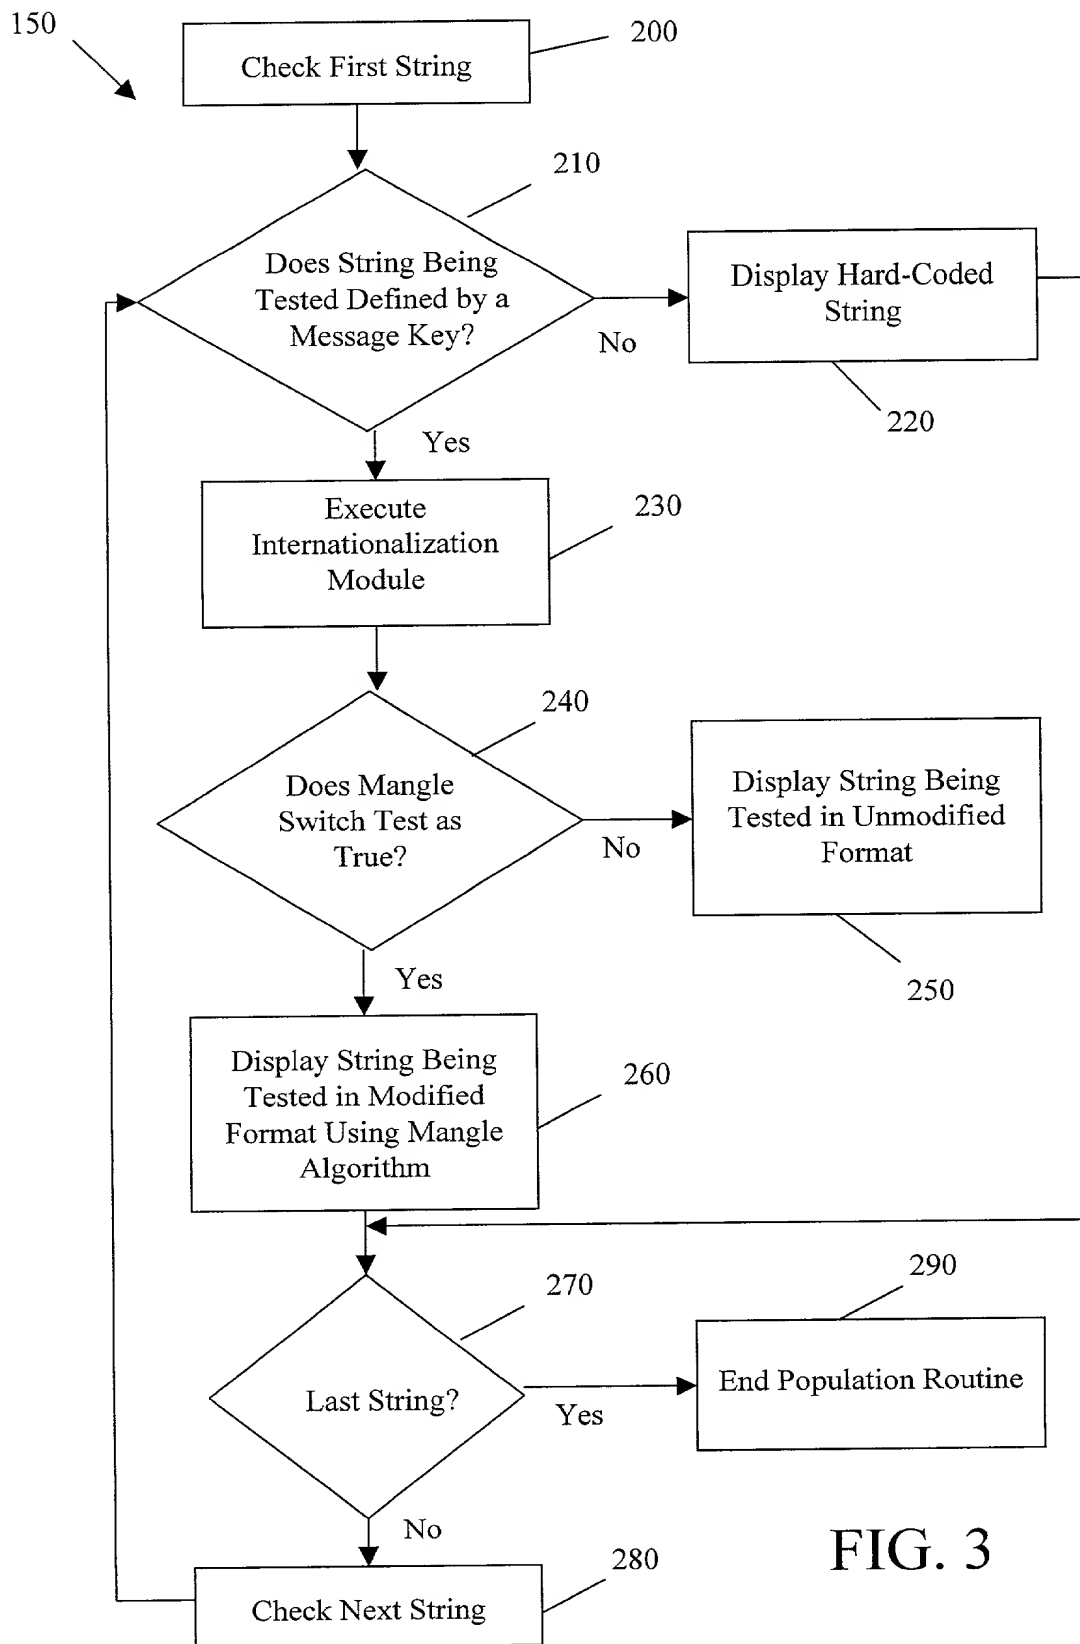 150
200
Check First String
210
Does String Being
Tested Defined by a
Message Key?
No
Display Hard-Coded
String
220
Yes
Execute
Internationalization
Module
230
240
Does Mangle
Switch Test as
True?
No
Display String Being
Tested in Unmodified
Format
250
Yes
Display String Being
Tested in Modified
Format Using Mangle
Algorithm
260
270
Last String?
Yes
290
End Population Routine
No
280
Check Next String
FIG. 3